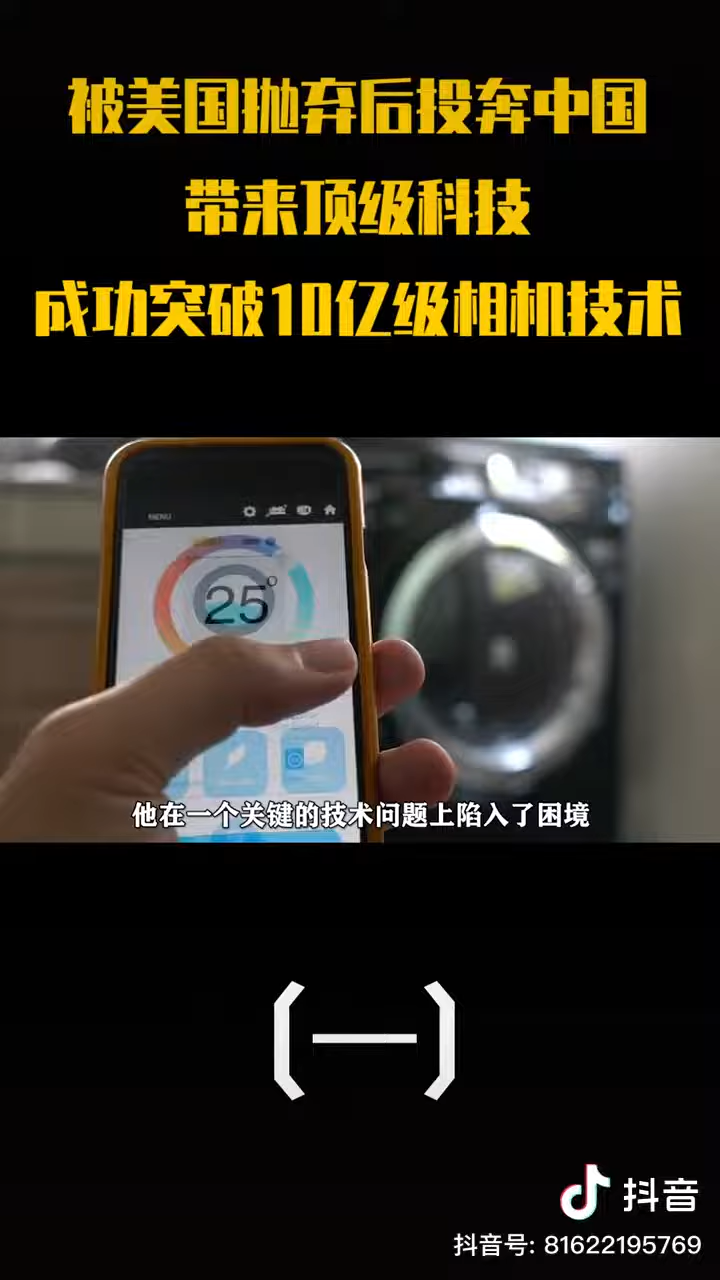 被美国抛弃后投奔中国
带来顶级科技
成功突破10亿级相机技术
MENU
25°
他在一个关键的技术问题上陷入了困境
(一)
抖音
抖音号: 81622195769